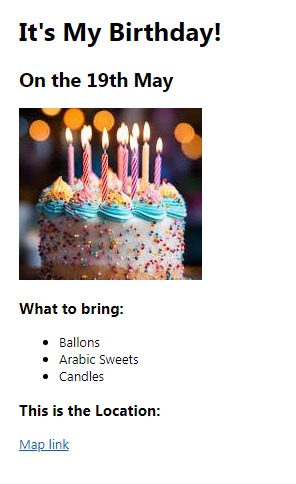 It's My Birthday!
On the 19th May
What to bring:
Ballons
Arabic Sweets
Candles
This is the Location:
Map link